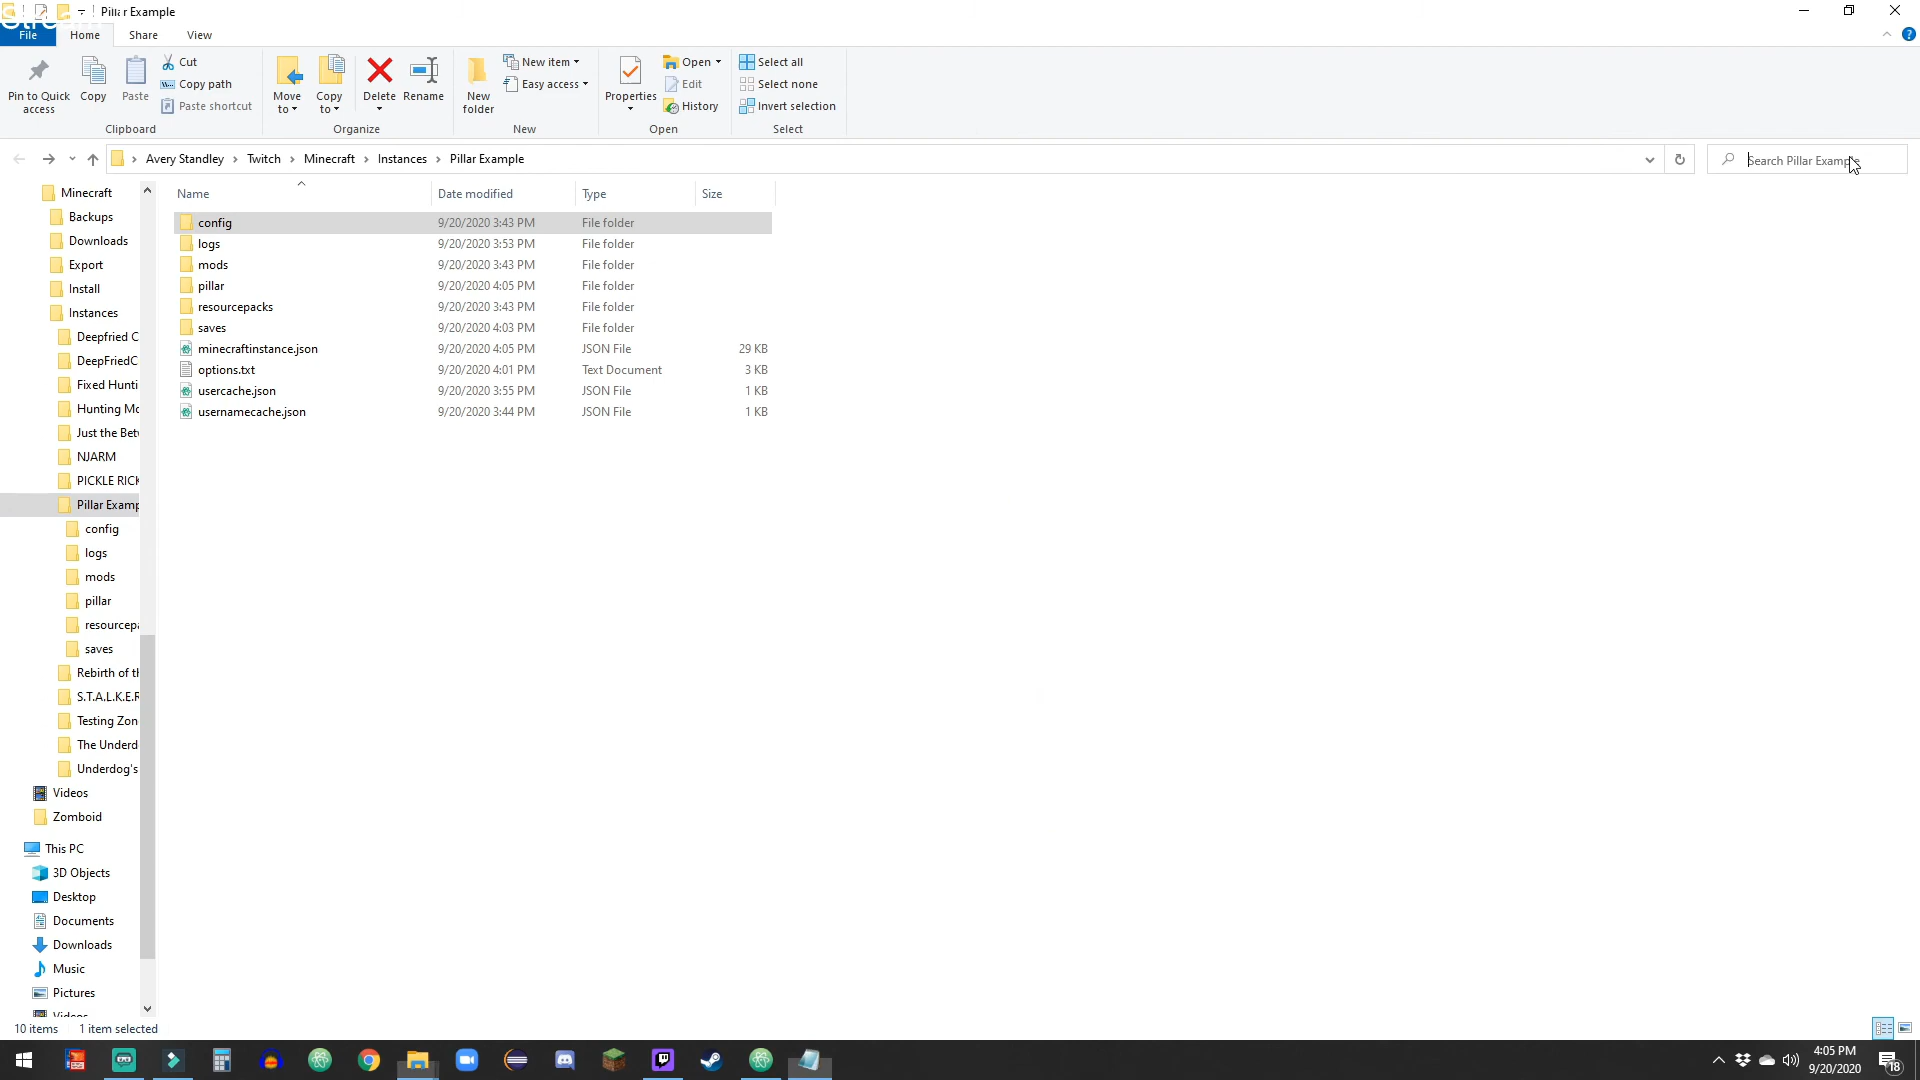 Pillar Example
File Home Share View
Pin to Quick access
Copy
Paste
Cut
Copy path
Paste shortcut
Clipboard
Move to
Copy to
Delete
Rename
Organize
New folder
New item
Easy access
New
Properties
Open
Edit
History
Open
Select all
Select none
Invert selection
Select
Avery Standley > Twitch > Minecraft > Instances > Pillar Example
Search Pillar Example
Minecraft
Backups
Downloads
Export
Install
Instances
Deepfried C
DeepFriedC
Fixed Hunti
Hunting Mo
Just the Bet
NJARM
PICKLE RICK
Pillar Examp
config
logs
mods
pillar
resourcepa
saves
Rebirth of th
S.T.A.L.K.E.R
Testing Zon
The Underd
Underdog's
Videos
Zomboid
This PC
3D Objects
Desktop
Documents
Downloads
Music
Pictures
Videos
Name Date modified Type Size
config 9/20/2020 3:43 PM File folder
logs 9/20/2020 3:53 PM File folder
mods 9/20/2020 3:43 PM File folder
pillar 9/20/2020 4:05 PM File folder
resourcepacks 9/20/2020 3:43 PM File folder
saves 9/20/2020 4:03 PM File folder
minecraftinstance.json 9/20/2020 4:05 PM JSON File 29 KB
options.txt 9/20/2020 4:01 PM Text Document 3 KB
usercache.json 9/20/2020 3:55 PM JSON File 1 KB
usernamecache.json 9/20/2020 3:44 PM JSON File 1 KB
10 items 1 item selected
4:05 PM
9/20/2020
18